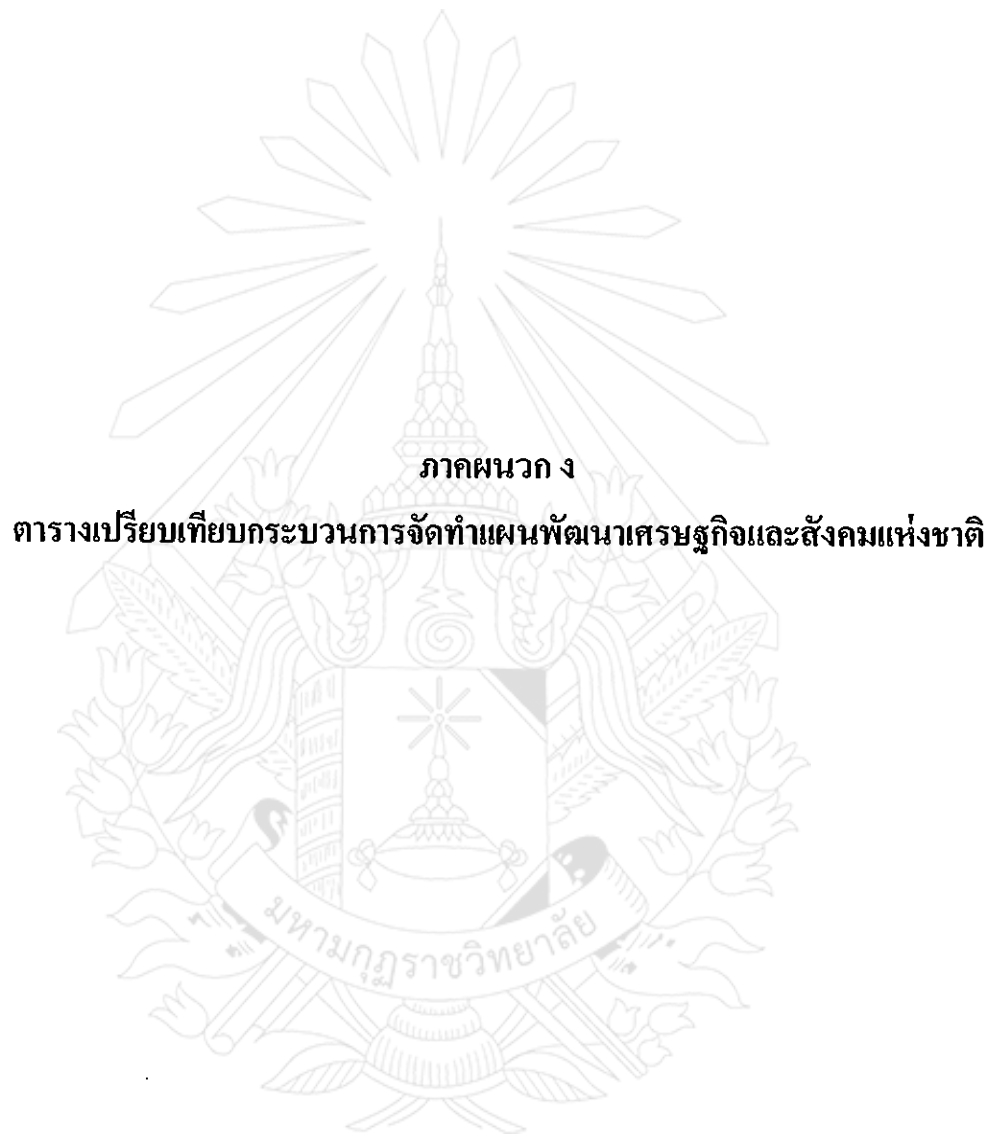 ภาคผนวก ง
ตารางเปรียบเทียบกระบวนการจัดทำแผนพัฒนาเศรษฐกิจและสังคมแห่งชาติ
มหามกุฏราชวิทยาลัย